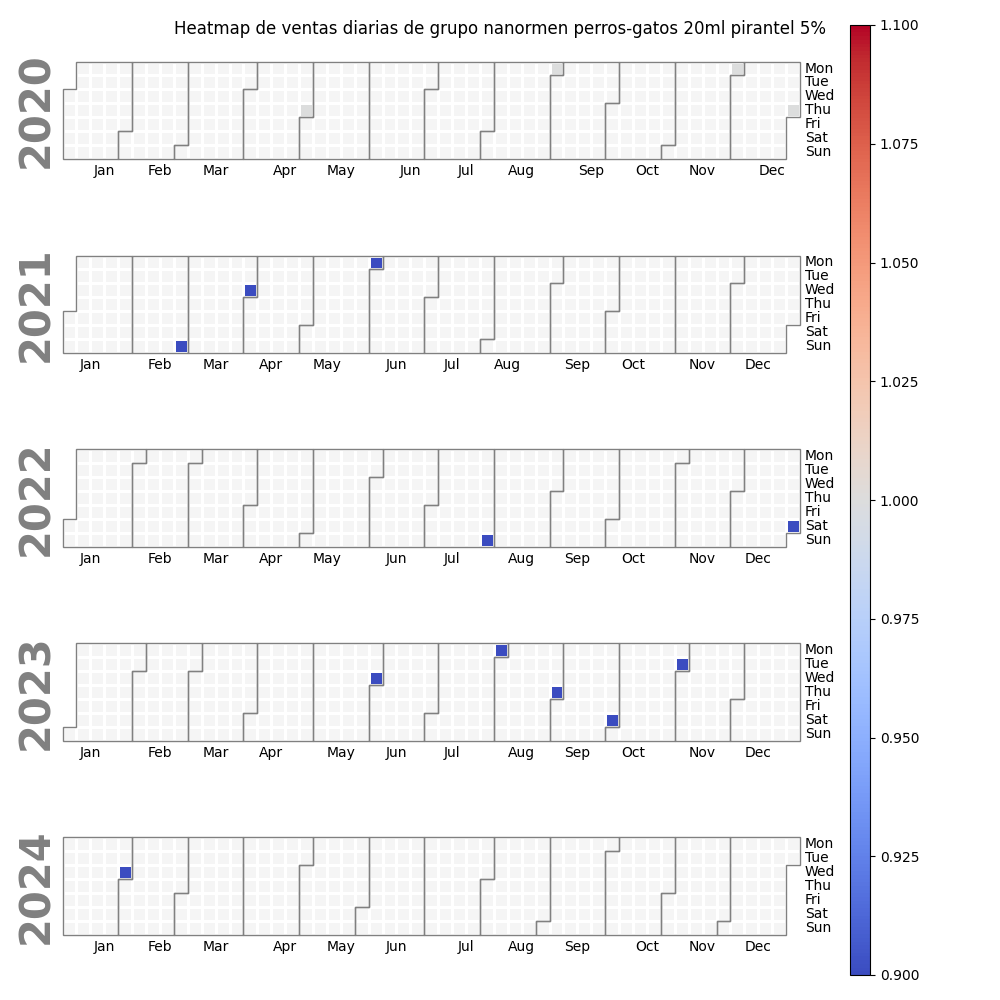 Heatmap de ventas diarias de grupo nanormen perros-gatos 20ml pirantel 5%
2020
Mon
Tue
Wed
Thu
Fri
Sat
Sun
Jan Feb Mar Apr May Jun Jul Aug Sep Oct Nov Dec
2021
Mon
Tue
Wed
Thu
Fri
Sat
Sun
Jan Feb Mar Apr May Jun Jul Aug Sep Oct Nov Dec
2022
Mon
Tue
Wed
Thu
Fri
Sat
Sun
Jan Feb Mar Apr May Jun Jul Aug Sep Oct Nov Dec
2023
Mon
Tue
Wed
Thu
Fri
Sat
Sun
Jan Feb Mar Apr May Jun Jul Aug Sep Oct Nov Dec
2024
Mon
Tue
Wed
Thu
Fri
Sat
Sun
Jan Feb Mar Apr May Jun Jul Aug Sep Oct Nov Dec
1.100
1.075
1.050
1.025
1.000
0.975
0.950
0.925
0.900